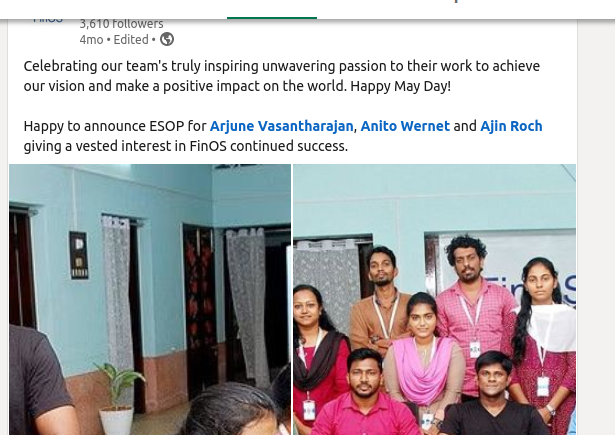 FinOS
3,610 followers
4mo • Edited •
Celebrating our team's truly inspiring unwavering passion to their work to achieve
our vision and make a positive impact on the world. Happy May Day!
Happy to announce ESOP for Arjune Vasantharajan, Anito Wernet and Ajin Roch
giving a vested interest in FinOS continued success.
FinOS